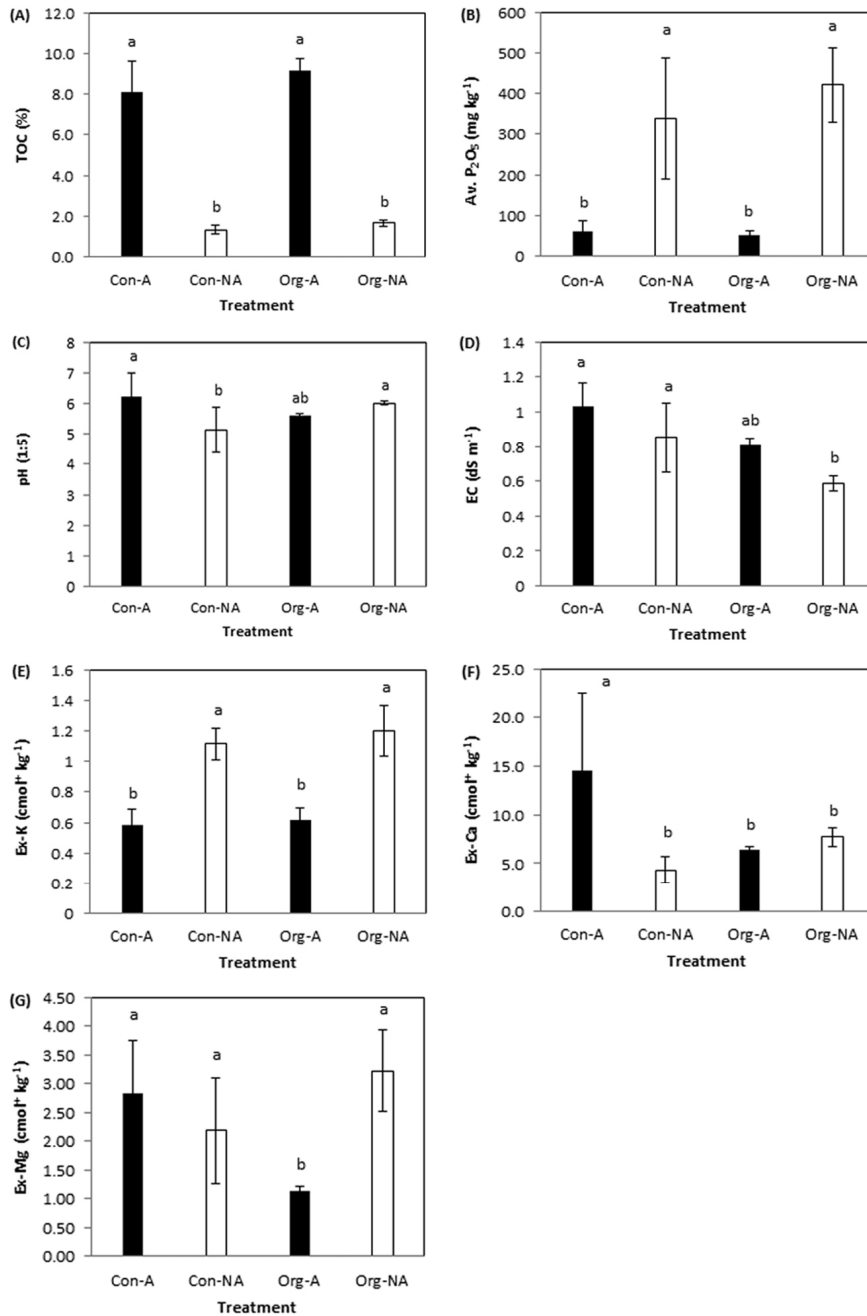 (A)
TOC (%)
12.0
10.0
8.0
6.0
4.0
2.0
0.0
a
b
a
b
Con-A Con-NA Org-A Org-NA
Treatment
(B)
Av. P₂O₅ (mg kg⁻¹)
600
500
400
300
200
100
0
b
a
b
a
Con-A Con-NA Org-A Org-NA
Treatment
(C)
pH (1:5)
8
7
6
5
4
3
2
1
0
a
b
ab
a
Con-A Con-NA Org-A Org-NA
Treatment
(D)
EC (dS m⁻¹)
1.4
1.2
1
0.8
0.6
0.4
0.2
0
a
a
ab
b
Con-A Con-NA Org-A Org-NA
Treatment
(E)
Ex-K (cmol⁺ kg⁻¹)
1.6
1.4
1.2
1
0.8
0.6
0.4
0.2
0
b
a
b
a
Con-A Con-NA Org-A Org-NA
Treatment
(F)
Ex-Ca (cmol⁺ kg⁻¹)
25.0
20.0
15.0
10.0
5.0
0.0
a
b
b
b
Con-A Con-NA Org-A Org-NA
Treatment
(G)
Ex-Mg (cmol⁺ kg⁻¹)
4.50
4.00
3.50
3.00
2.50
2.00
1.50
1.00
0.50
0.00
a
a
b
a
Con-A Con-NA Org-A Org-NA
Treatment